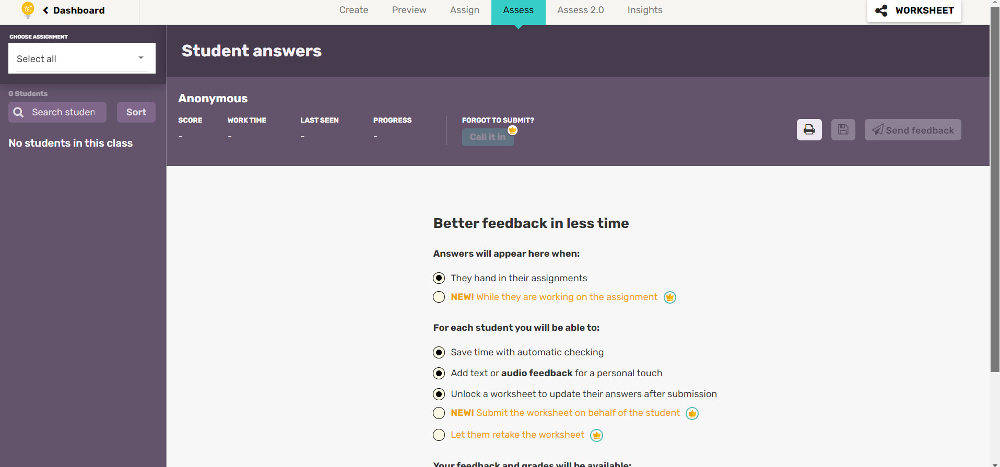 Dashboard
Create
Preview
Assign
Assess
Assess 2.0
Insights
WORKSHEET
CHOOSE ASSIGNMENT
Select all
0 Students
Search studen
Sort
No students in this class
Student answers
Anonymous
SCORE
WORK TIME
LAST SEEN
PROGRESS
FORGOT TO SUBMIT?
-
-
-
-
Call it in
Send feedback
Better feedback in less time
Answers will appear here when:
They hand in their assignments
NEW! While they are working on the assignment
For each student you will be able to:
Save time with automatic checking
Add text or audio feedback for a personal touch
Unlock a worksheet to update their answers after submission
NEW! Submit the worksheet on behalf of the student
Let them retake the worksheet
Your feedback and grades will be available: